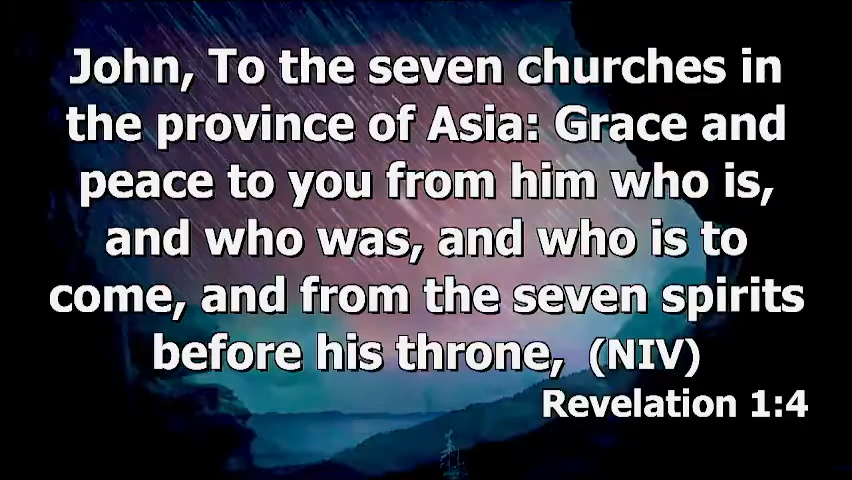 John, To the seven churches in
the province of Asia: Grace and
peace to you from him who is,
and who was, and who is to
come, and from the seven spirits
before his throne, (NIV)
Revelation 1:4